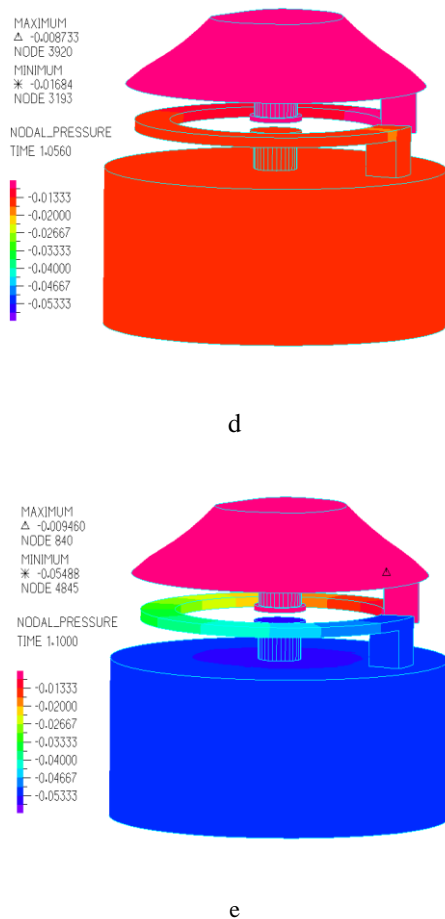 MAXIMUM
△ -0.008733
NODE 3920
MINIMUM
✳ -0.01684
NODE 3193
NODAL_PRESSURE
TIME 1.0560
-0.01333
-0.02000
-0.02667
-0.03333
-0.04000
-0.04667
-0.05333
d
MAXIMUM
△ -0.009460
NODE 840
MINIMUM
✳ -0.05488
NODE 4845
NODAL_PRESSURE
TIME 1.1000
-0.01333
-0.02000
-0.02667
-0.03333
-0.04000
-0.04667
-0.05333
e